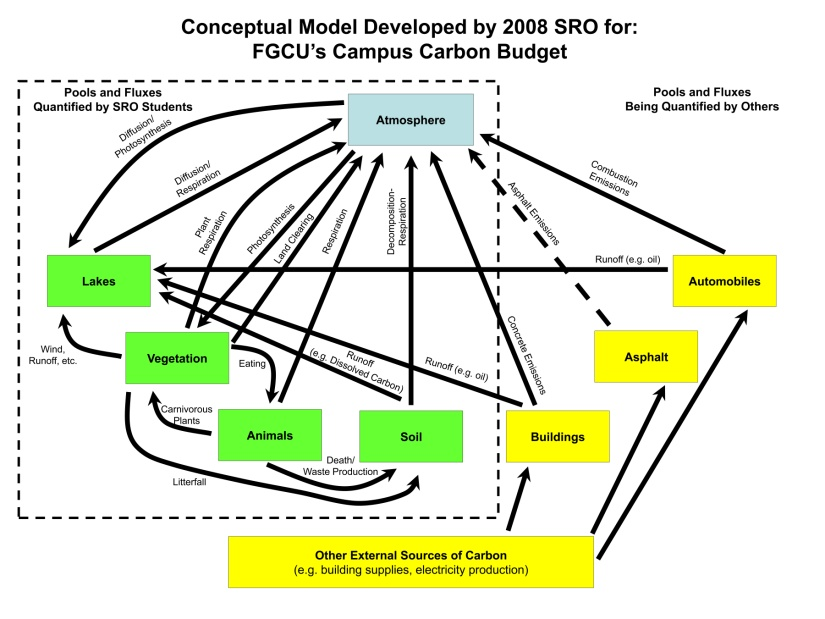 Conceptual Model Developed by 2008 SRO for:
FGCU's Campus Carbon Budget
Pools and Fluxes
Quantified by SRO Students
Pools and Fluxes
Being Quantified by Others
Atmosphere
Diffusion/
Photosynthesis
Diffusion/
Respiration
Plant
Respiration
Photosynthesis
Land Clearing
Respiration
Decomposition-
Respiration
Asphalt Emissions
Combustion
Emissions
Runoff (e.g. oil)
Lakes
Automobiles
Wind,
Runoff, etc.
Vegetation
Eating
Runoff
(e.g. Dissolved Carbon)
Runoff (e.g. oil)
Concrete Emissions
Asphalt
Carnivorous
Plants
Animals
Soil
Buildings
Death/
Waste Production
Litterfall
Other External Sources of Carbon
(e.g. building supplies, electricity production)